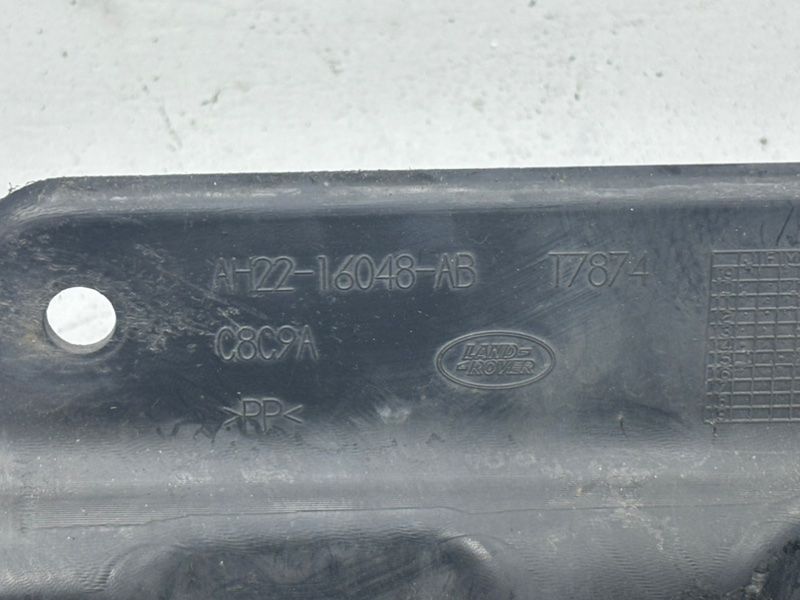 AH22-16048-AB T7874
C8C9A
LAND-
-ROVER
>PP<